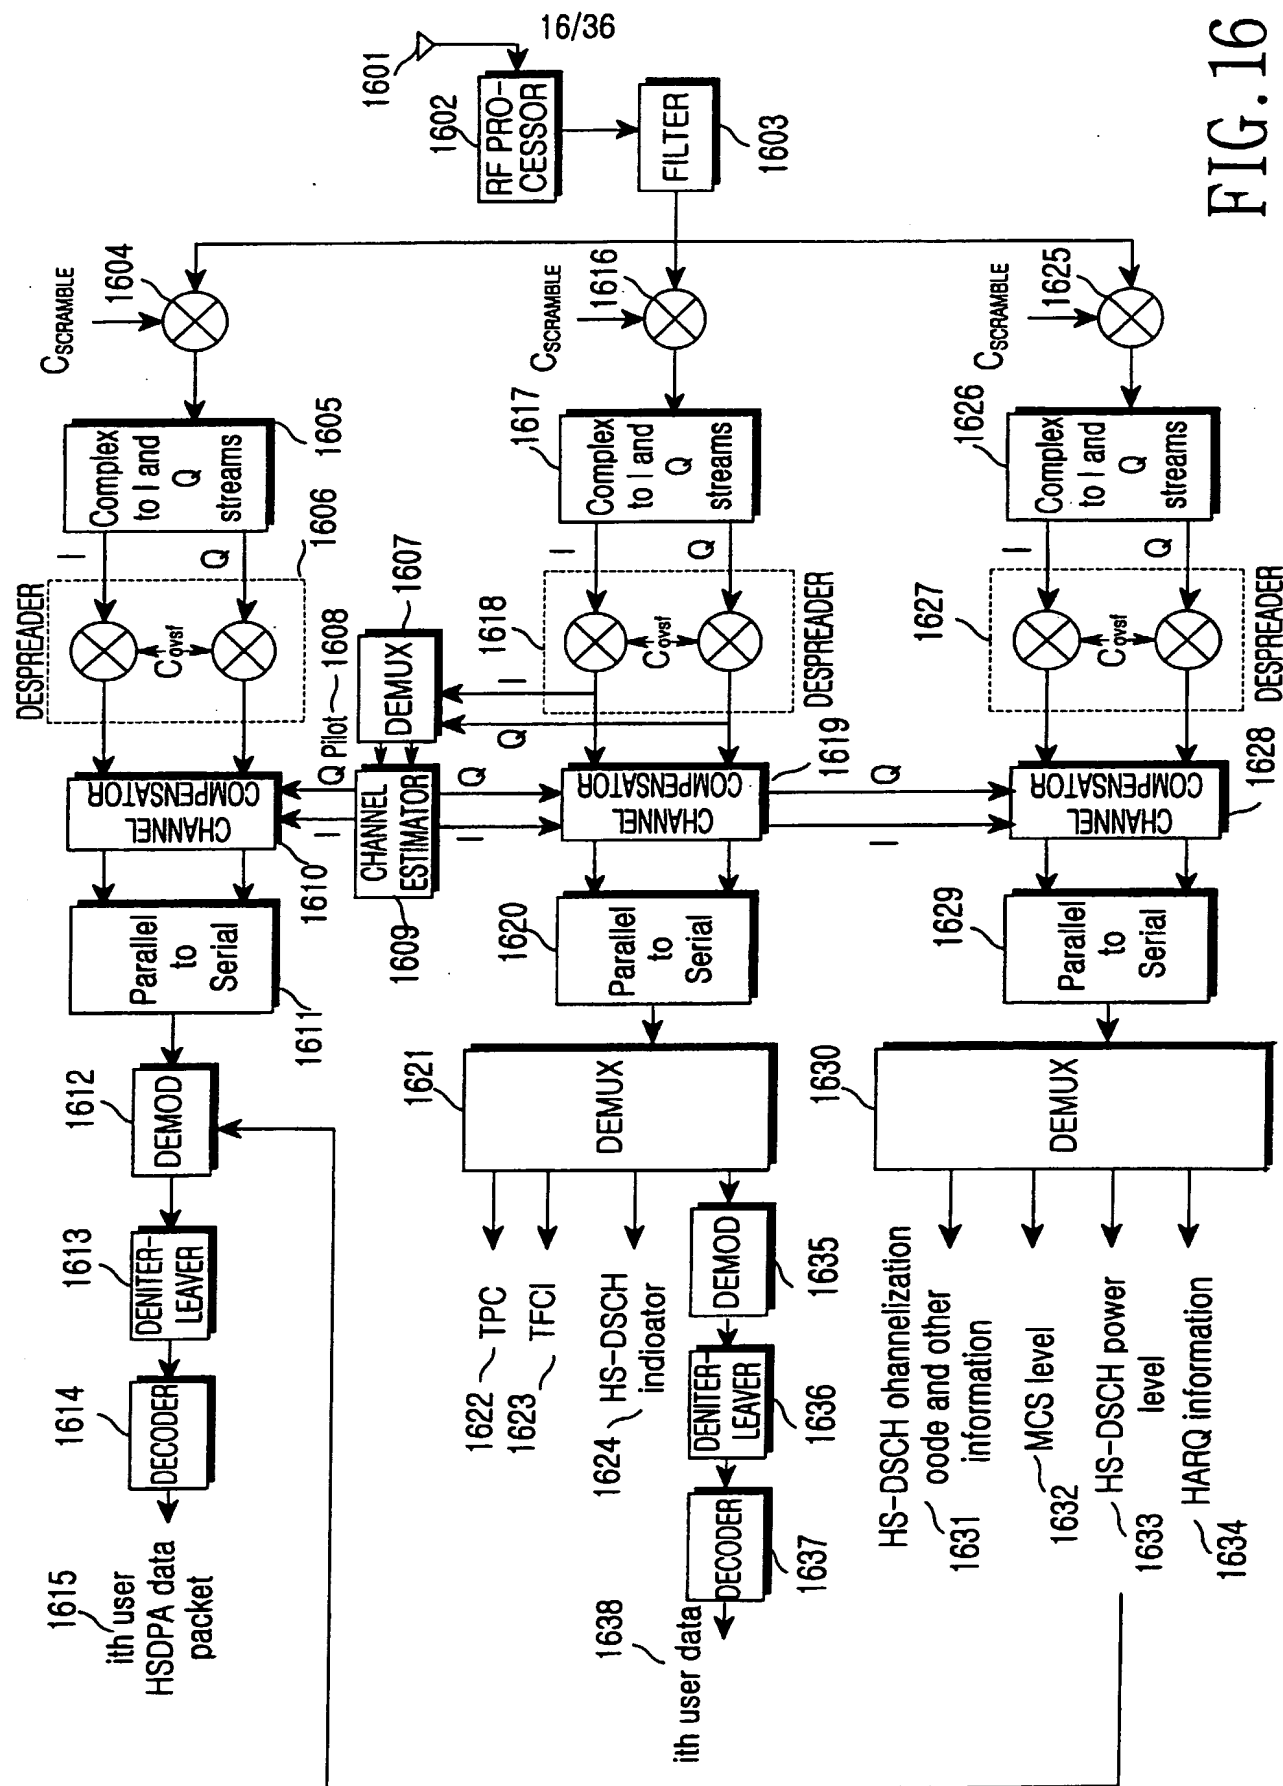 16/36
1601
1602
RF PRO-
CESSOR
FILTER
1603
CSCRAMBLE
1604
Complex
to I and
Q
streams
1605
I
Q
DESPREADER
1606
Covsf
CHANNEL
COMPENSATOR
1610
Parallel
to
Serial
1611
1612
DEMOD
1613
DENITER-
LEAVER
1614
DECODER
1615
ith user
HSDPA data
packet
1607
DEMUX
Pilot
1608
CHANNEL
ESTIMATOR
1609
Q
I
Q
I
I
Q
CSCRAMBLE
1616
1617
Complex
to I and
Q
streams
I
Q
1618
Covsf
DESPREADER
CHANNEL
COMPENSATOR
1619
1620
Parallel
to
Serial
1621
DEMUX
1622
TPC
1623
TFCI
1624
HS-DSCH
indioator
DEMOD
1635
DENITER-
LEAVER
1636
DECODER
1637
1638
ith user data
CSCRAMBLE
1625
1626
Complex
to I and
Q
streams
I
Q
1627
Covsf
DESPREADER
Q
I
CHANNEL
COMPENSATOR
1628
1629
Parallel
to
Serial
1630
DEMUX
HS-DSCH ohannelization
oode and other
information
1631
MCS level
1632
HS-DSCH power
level
1633
HARQ information
1634
FIG.16